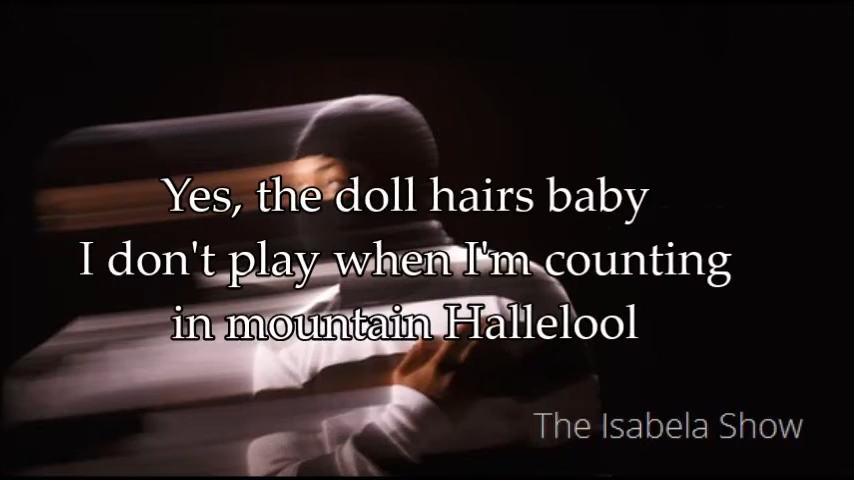 Yes, the doll hairs baby
I don't play when I'm counting
in mountain Hallelool
The Isabela Show